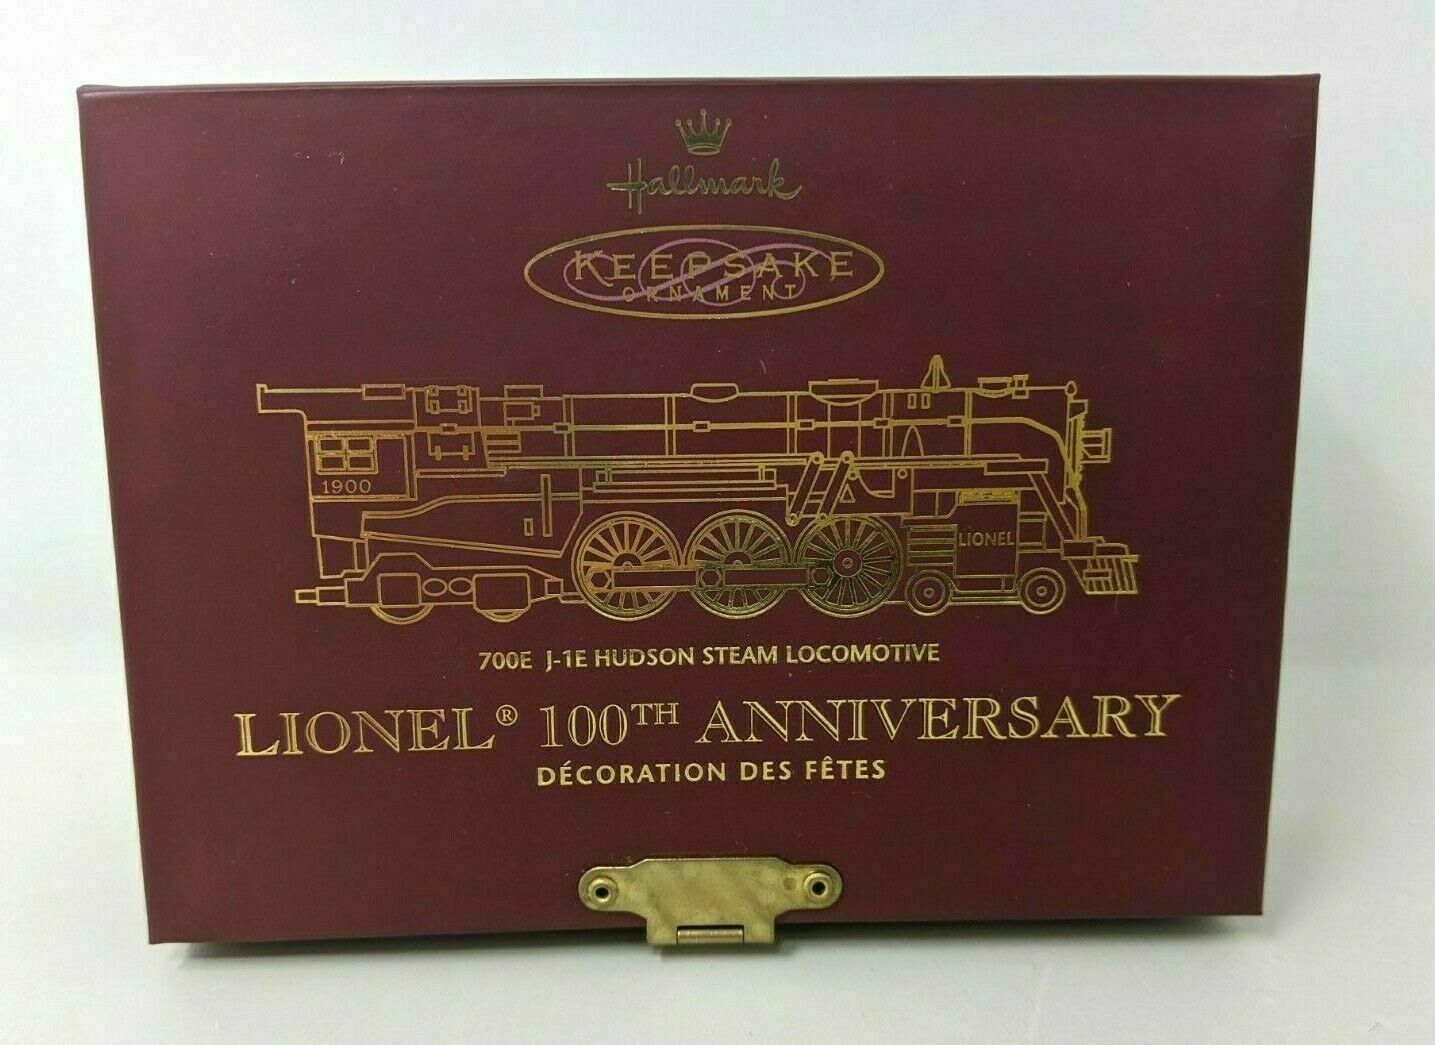 Hallmark
KEEPSAKE
ORNAMENT
1900
LIONEL
700E J-1E HUDSON STEAM LOCOMOTIVE
LIONEL® 100TH ANNIVERSARY
DÉCORATION DES FÊTES